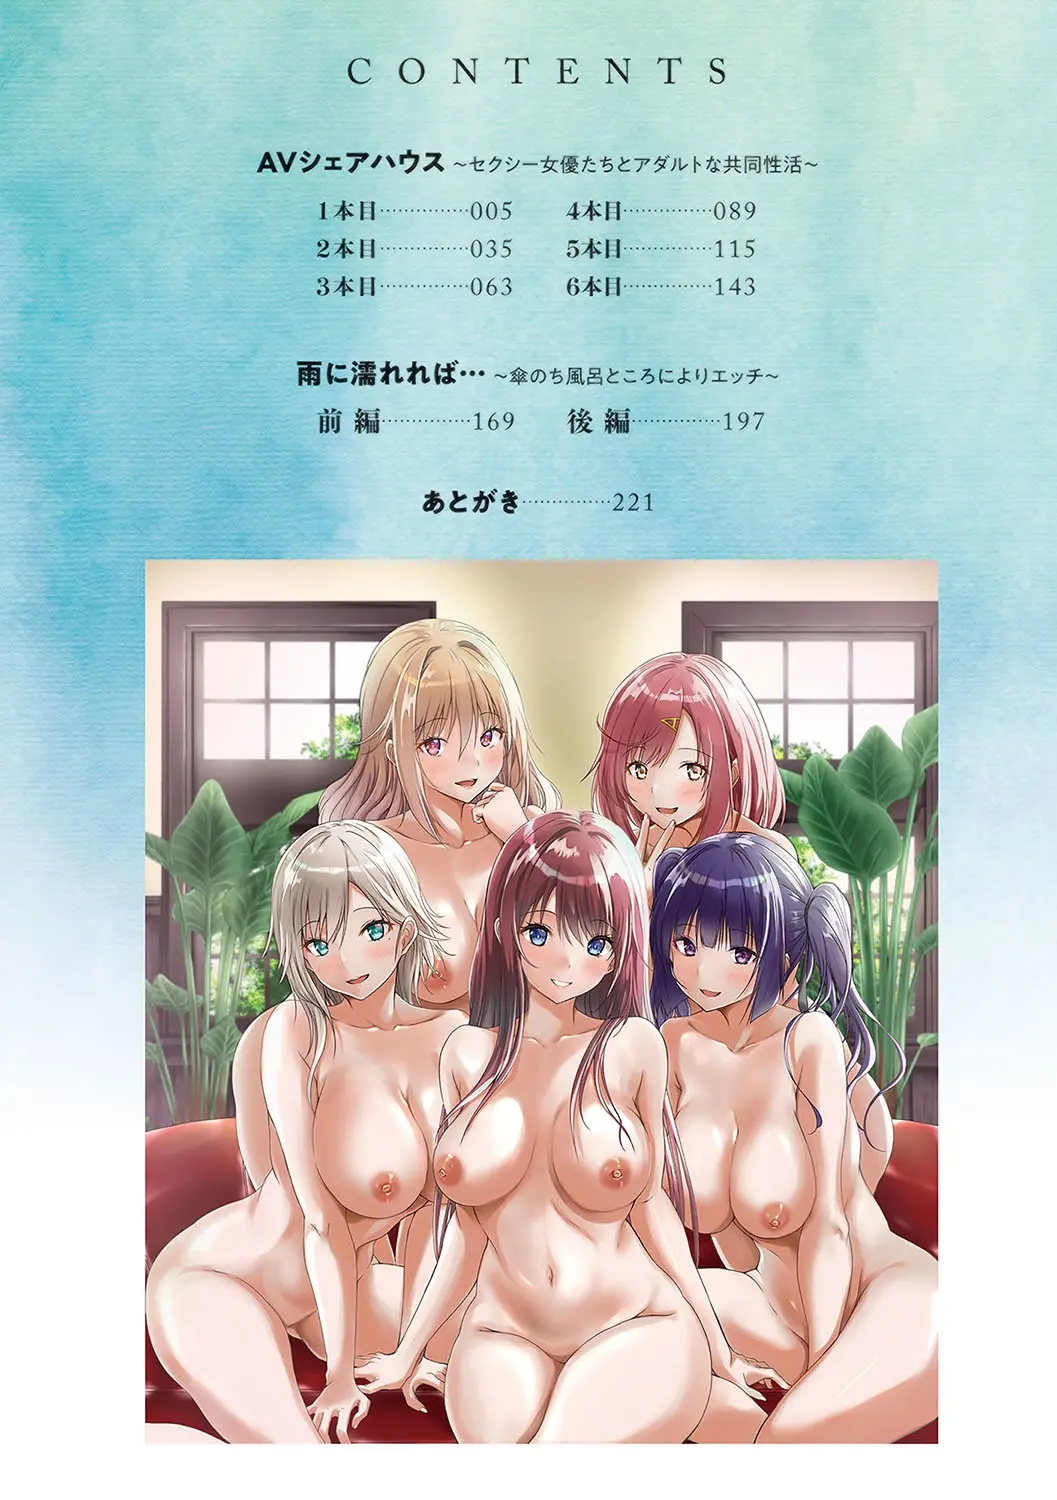 CONTENTS
AVシェアハウス ～セクシー女優たちとアダルトな共同性活～
1本目……………005 4本目……………089
2本目……………035 5本目……………115
3本目……………063 6本目……………143
雨に濡れれば… ～傘のち風呂ところによりエッチ～
前編……………169 後編……………197
あとがき……………221